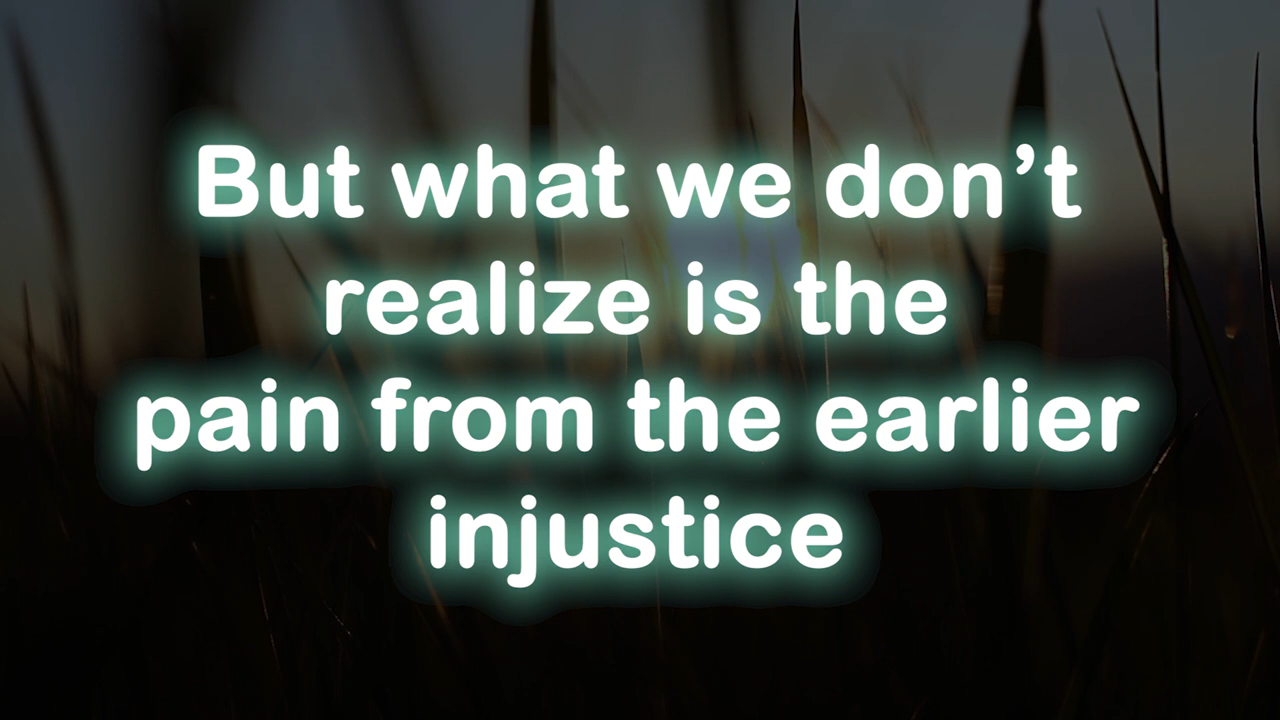 But what we don’t
realize is the
pain from the earlier
injustice